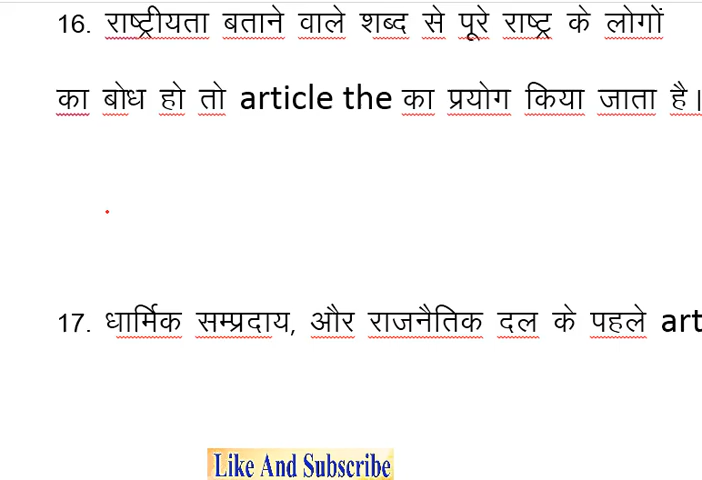 16. राष्ट्रीयता बताने वाले शब्द से पूरे राष्ट्र के लोगों
का बोध हो तो article the का प्रयोग किया जाता है।
17. धार्मिक सम्प्रदाय, और राजनैतिक दल के पहले art
Like And Subscribe